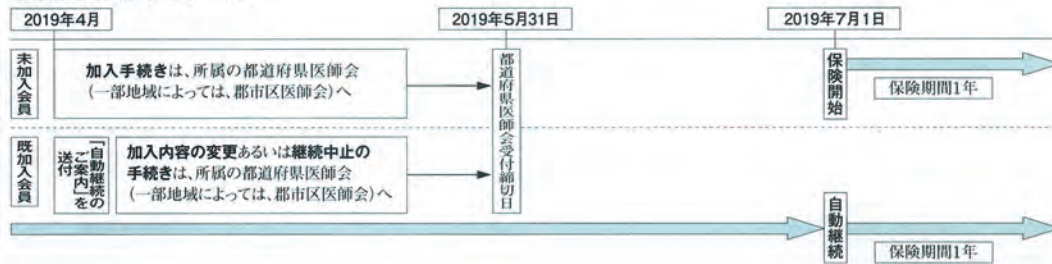 2019年4月
2019年5月31日
2019年7月1日
未加入会員
加入手続きは、所属の都道府県医師会
(一部地域によっては、郡市区医師会)へ
都道府県医師会受付締切日
保険開始
保険期間1年
既加入会員
「自動継続の
ご案内」を
送付
加入内容の変更あるいは継続中止の
手続きは、所属の都道府県医師会
(一部地域によっては、郡市区医師会)へ
自動継続
保険期間1年